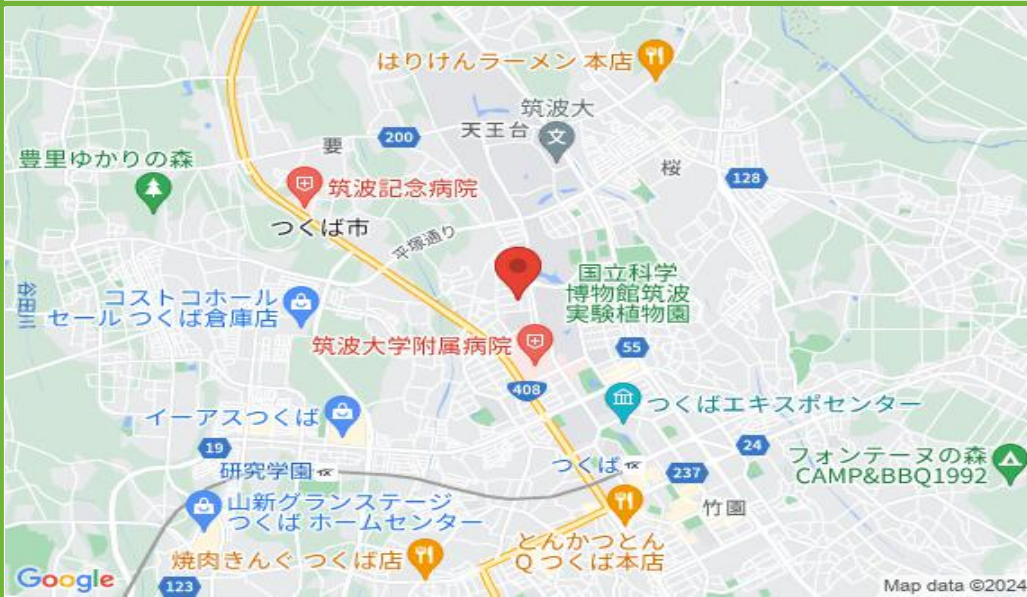 はりけんラーメン 本店
筑波大
天王台
文
200
要
桜
豊里ゆかりの森
128
筑波記念病院
つくば市
平塚通り
国立科学
博物館筑波
実験植物園
谷田川
コストコホール
セール つくば倉庫店
筑波大学附属病院
55
408
つくばエキスポセンター
イーアスつくば
19
24
研究学園
つくば
237
フォンテーヌの森
CAMP&BBQ1992
山新グランステージ
つくば ホームセンター
竹園
とんかつとん
Q つくば本店
焼肉きんぐ つくば店
Google
123
Map data ©2024